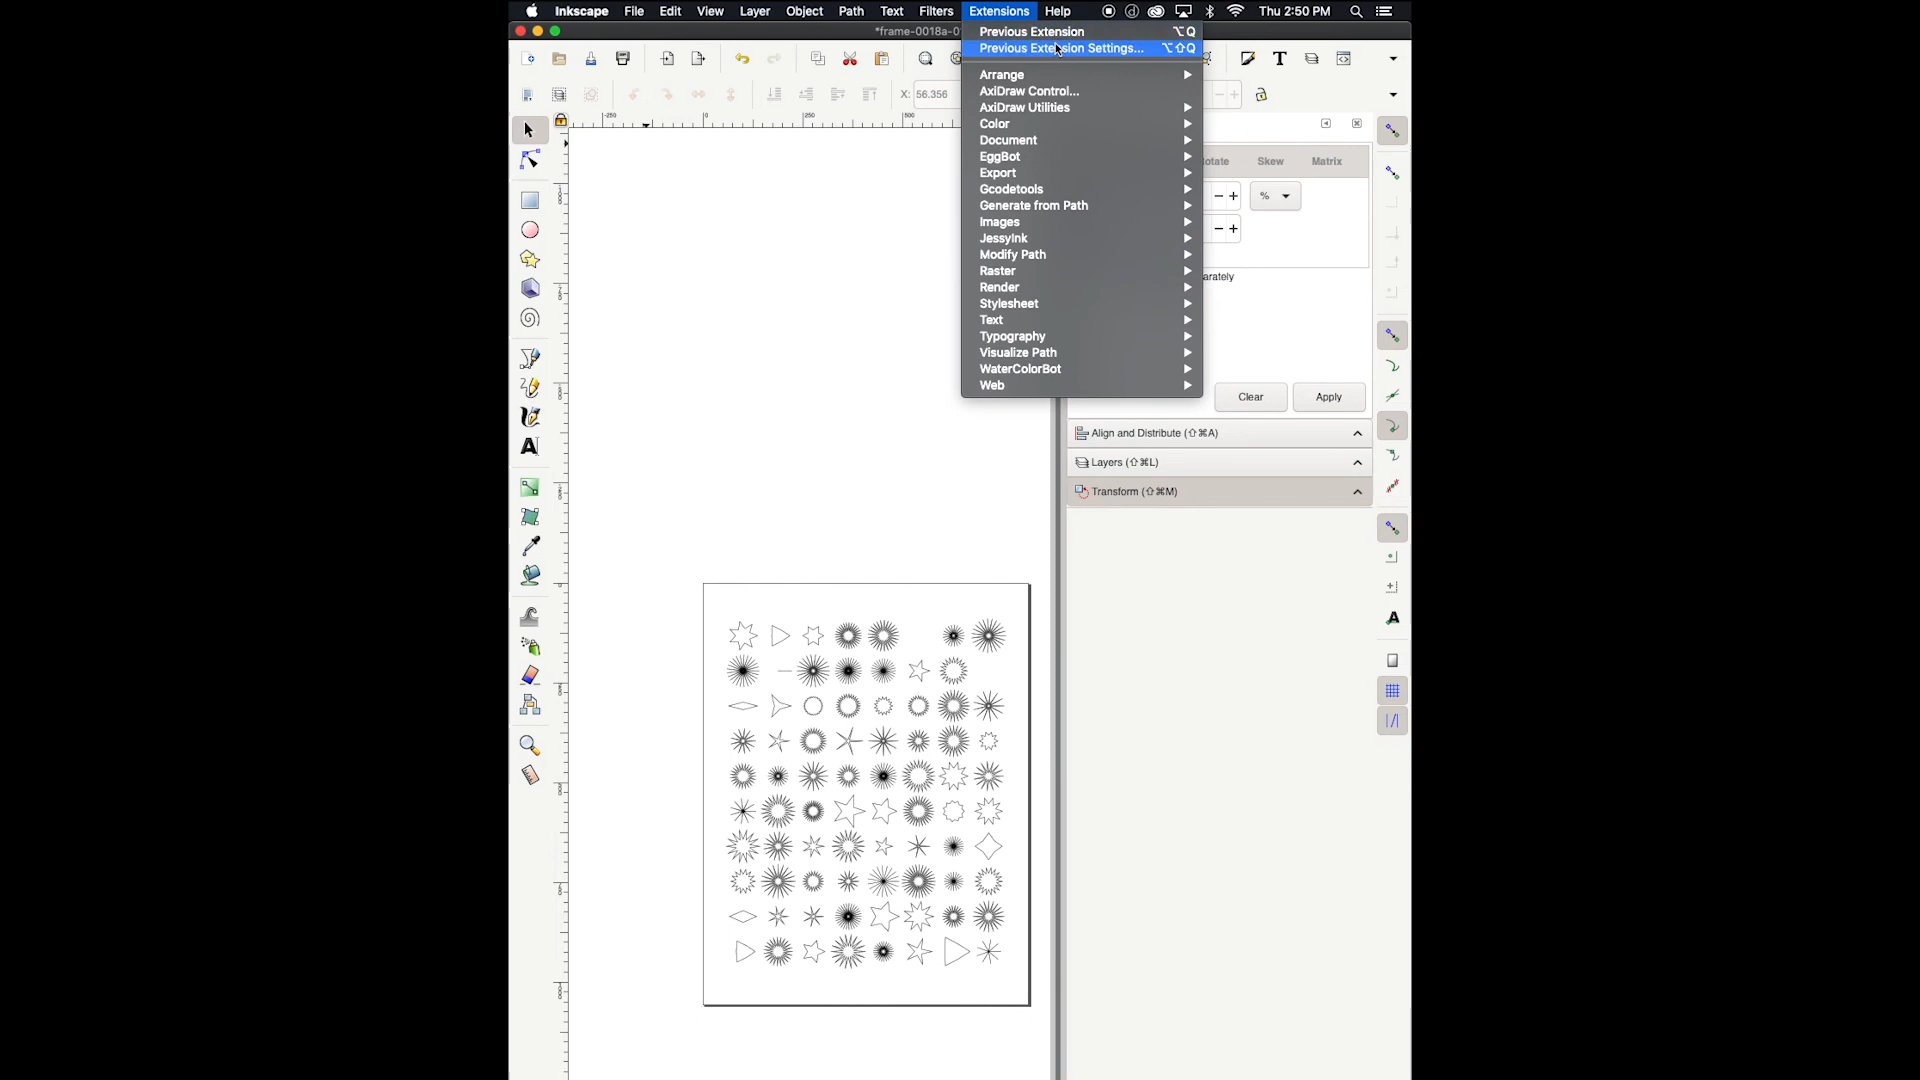 Inkscape File Edit View Layer Object Path Text Filters Extensions Help Thu 2:50 PM
*frame-0018a-0
Previous Extension ⌥Q
Previous Extension Settings... ⌥⇧Q
X: 56.356
Arrange
AxiDraw Control...
AxiDraw Utilities
Color
Document
EggBot
Export
Gcodetools
Generate from Path
Images
JessyInk
Modify Path
Raster
Render
Stylesheet
Text
Typography
Visualize Path
WaterColorBot
Web
otate Skew Matrix
%
arately
Clear Apply
Align and Distribute (⇧⌘A)
Layers (⇧⌘L)
Transform (⇧⌘M)